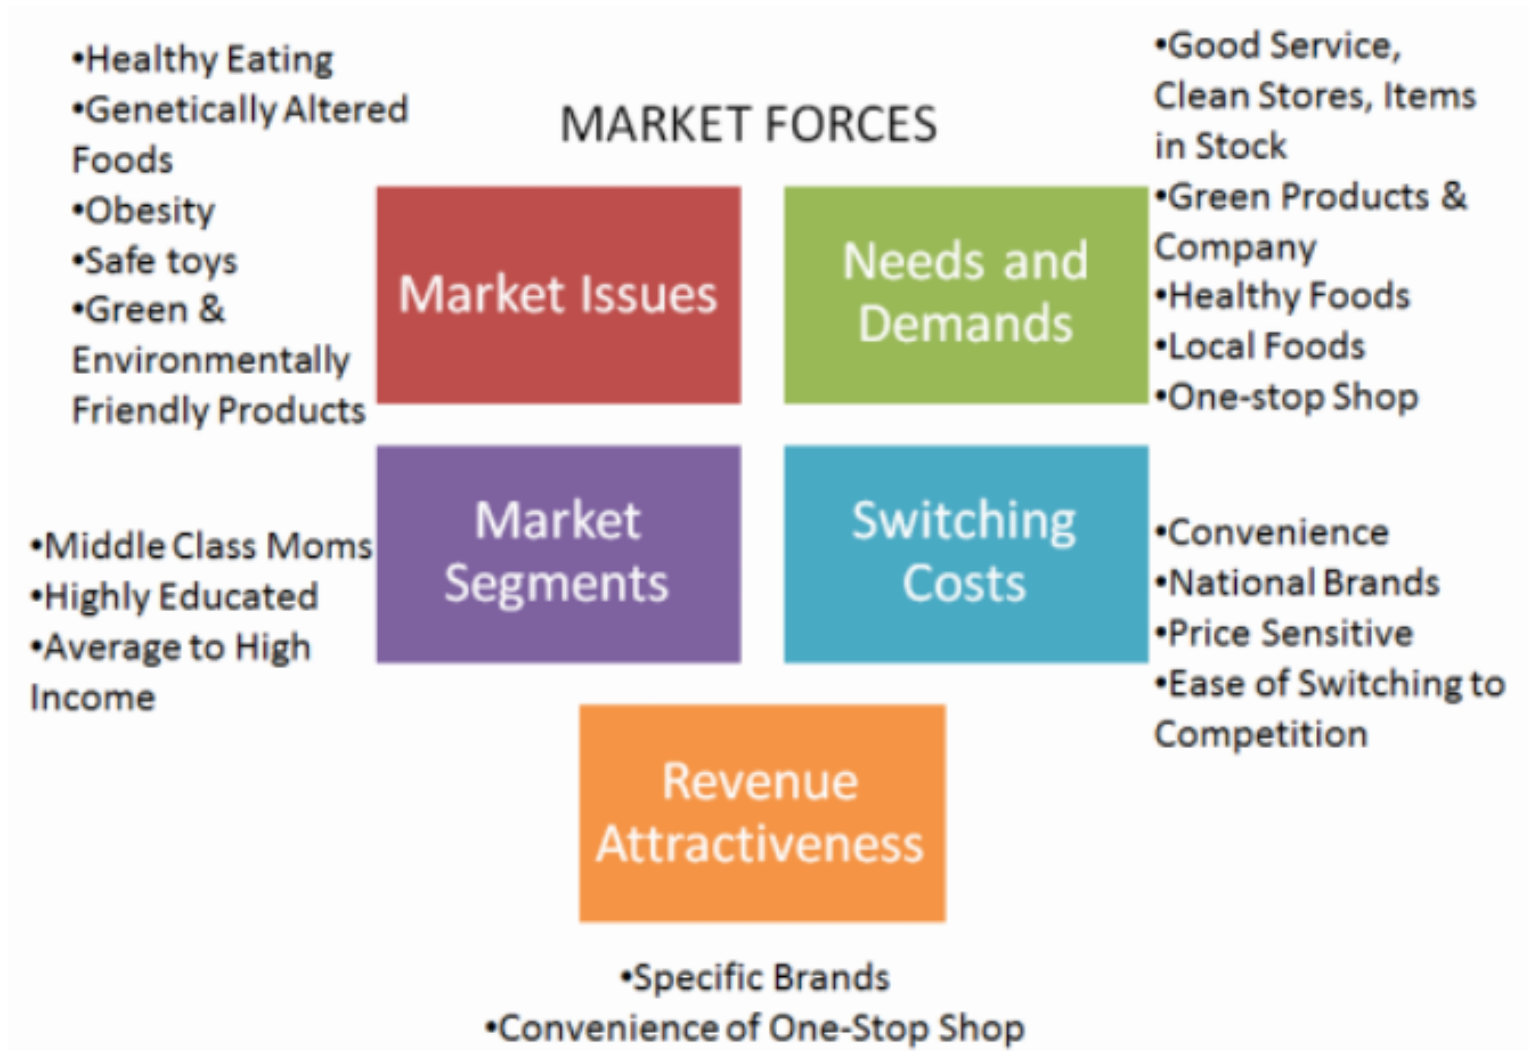 MARKET FORCES
•Healthy Eating
•Genetically Altered
Foods
•Obesity
•Safe toys
•Green &
Environmentally
Friendly Products
Market Issues
Needs and
Demands
•Good Service,
Clean Stores, Items
in Stock
•Green Products &
Company
•Healthy Foods
•Local Foods
•One-stop Shop
•Middle Class Moms
•Highly Educated
•Average to High
Income
Market
Segments
Switching
Costs
•Convenience
•National Brands
•Price Sensitive
•Ease of Switching to
Competition
Revenue
Attractiveness
•Specific Brands
•Convenience of One-Stop Shop